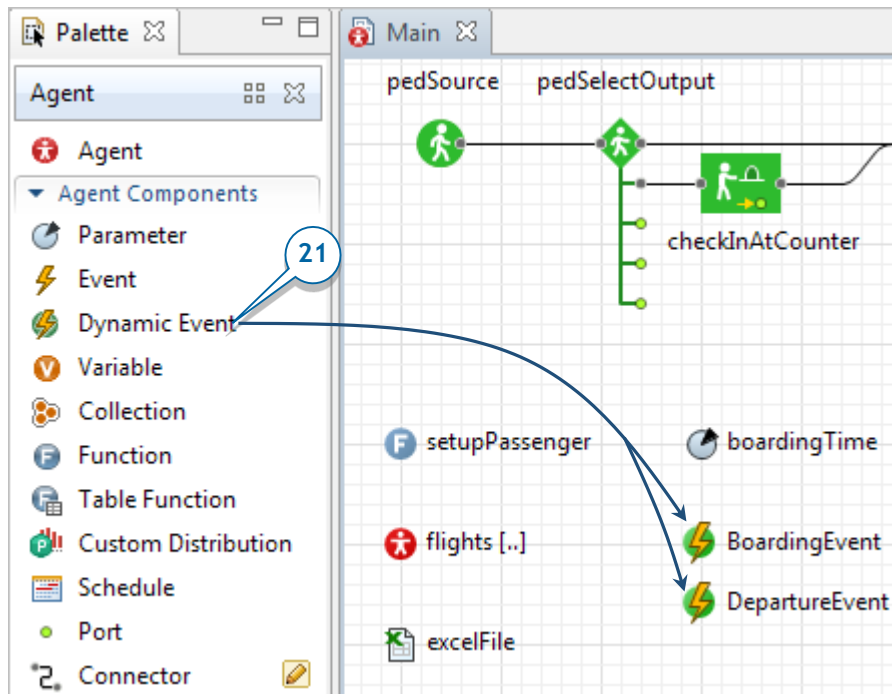 Palette
Agent
Agent
Agent Components
Parameter
Event
Dynamic Event
Variable
Collection
Function
Table Function
Custom Distribution
Schedule
Port
Connector
21
Main
pedSource
pedSelectOutput
checkInAtCounter
setupPassenger
boardingTime
flights [..]
BoardingEvent
DepartureEvent
excelFile